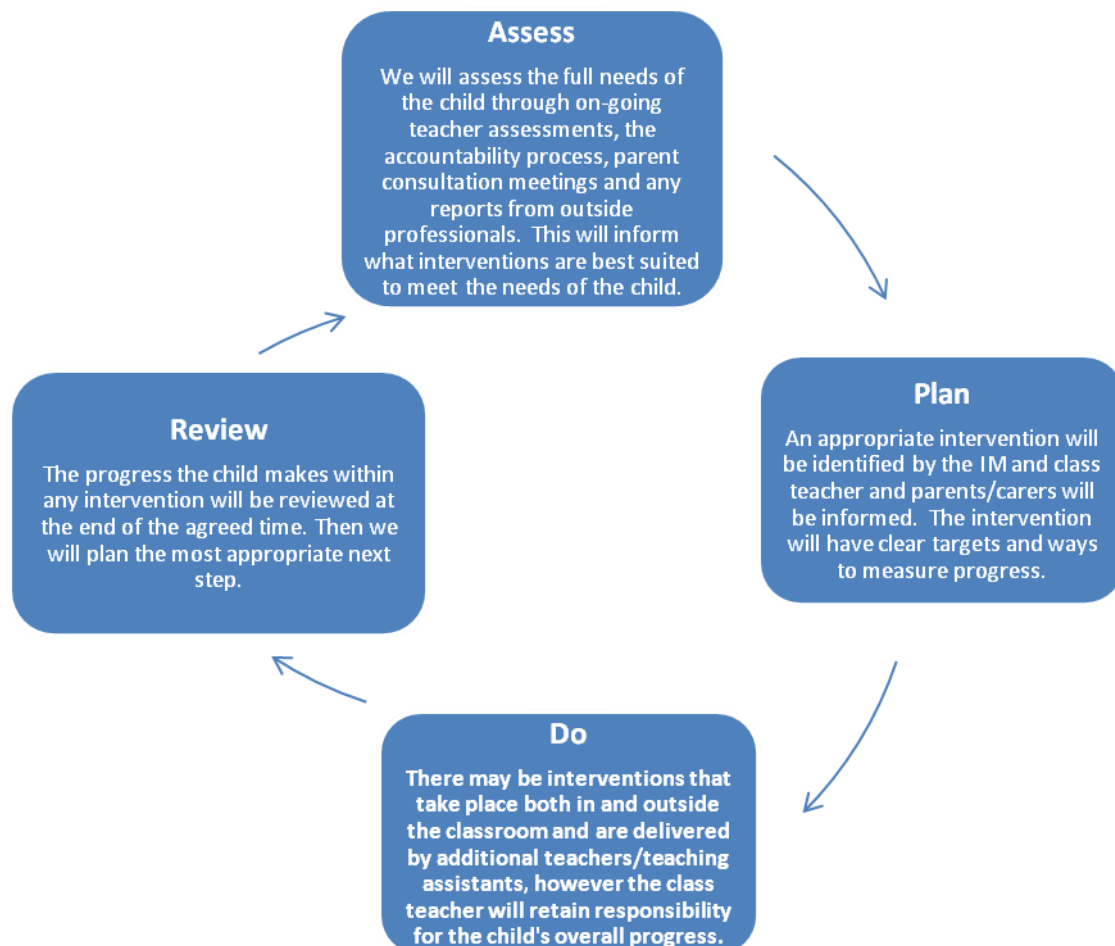 Assess
We will assess the full needs of
the child through on-going
teacher assessments, the
accountability process, parent
consultation meetings and any
reports from outside
professionals.  This will inform
what interventions are best suited
to meet the needs of the child.
Plan
An appropriate intervention will
be identified by the IM and class
teacher and parents/carers will
be informed.  The intervention
will have clear targets and ways
to measure progress.
Do
There may be interventions that
take place both in and outside
the classroom and are delivered
by additional teachers/teaching
assistants, however the class
teacher will retain responsibility
for the child's overall progress.
Review
The progress the child makes within
any intervention will be reviewed at
the end of the agreed time. Then we
will plan the most appropriate next
step.